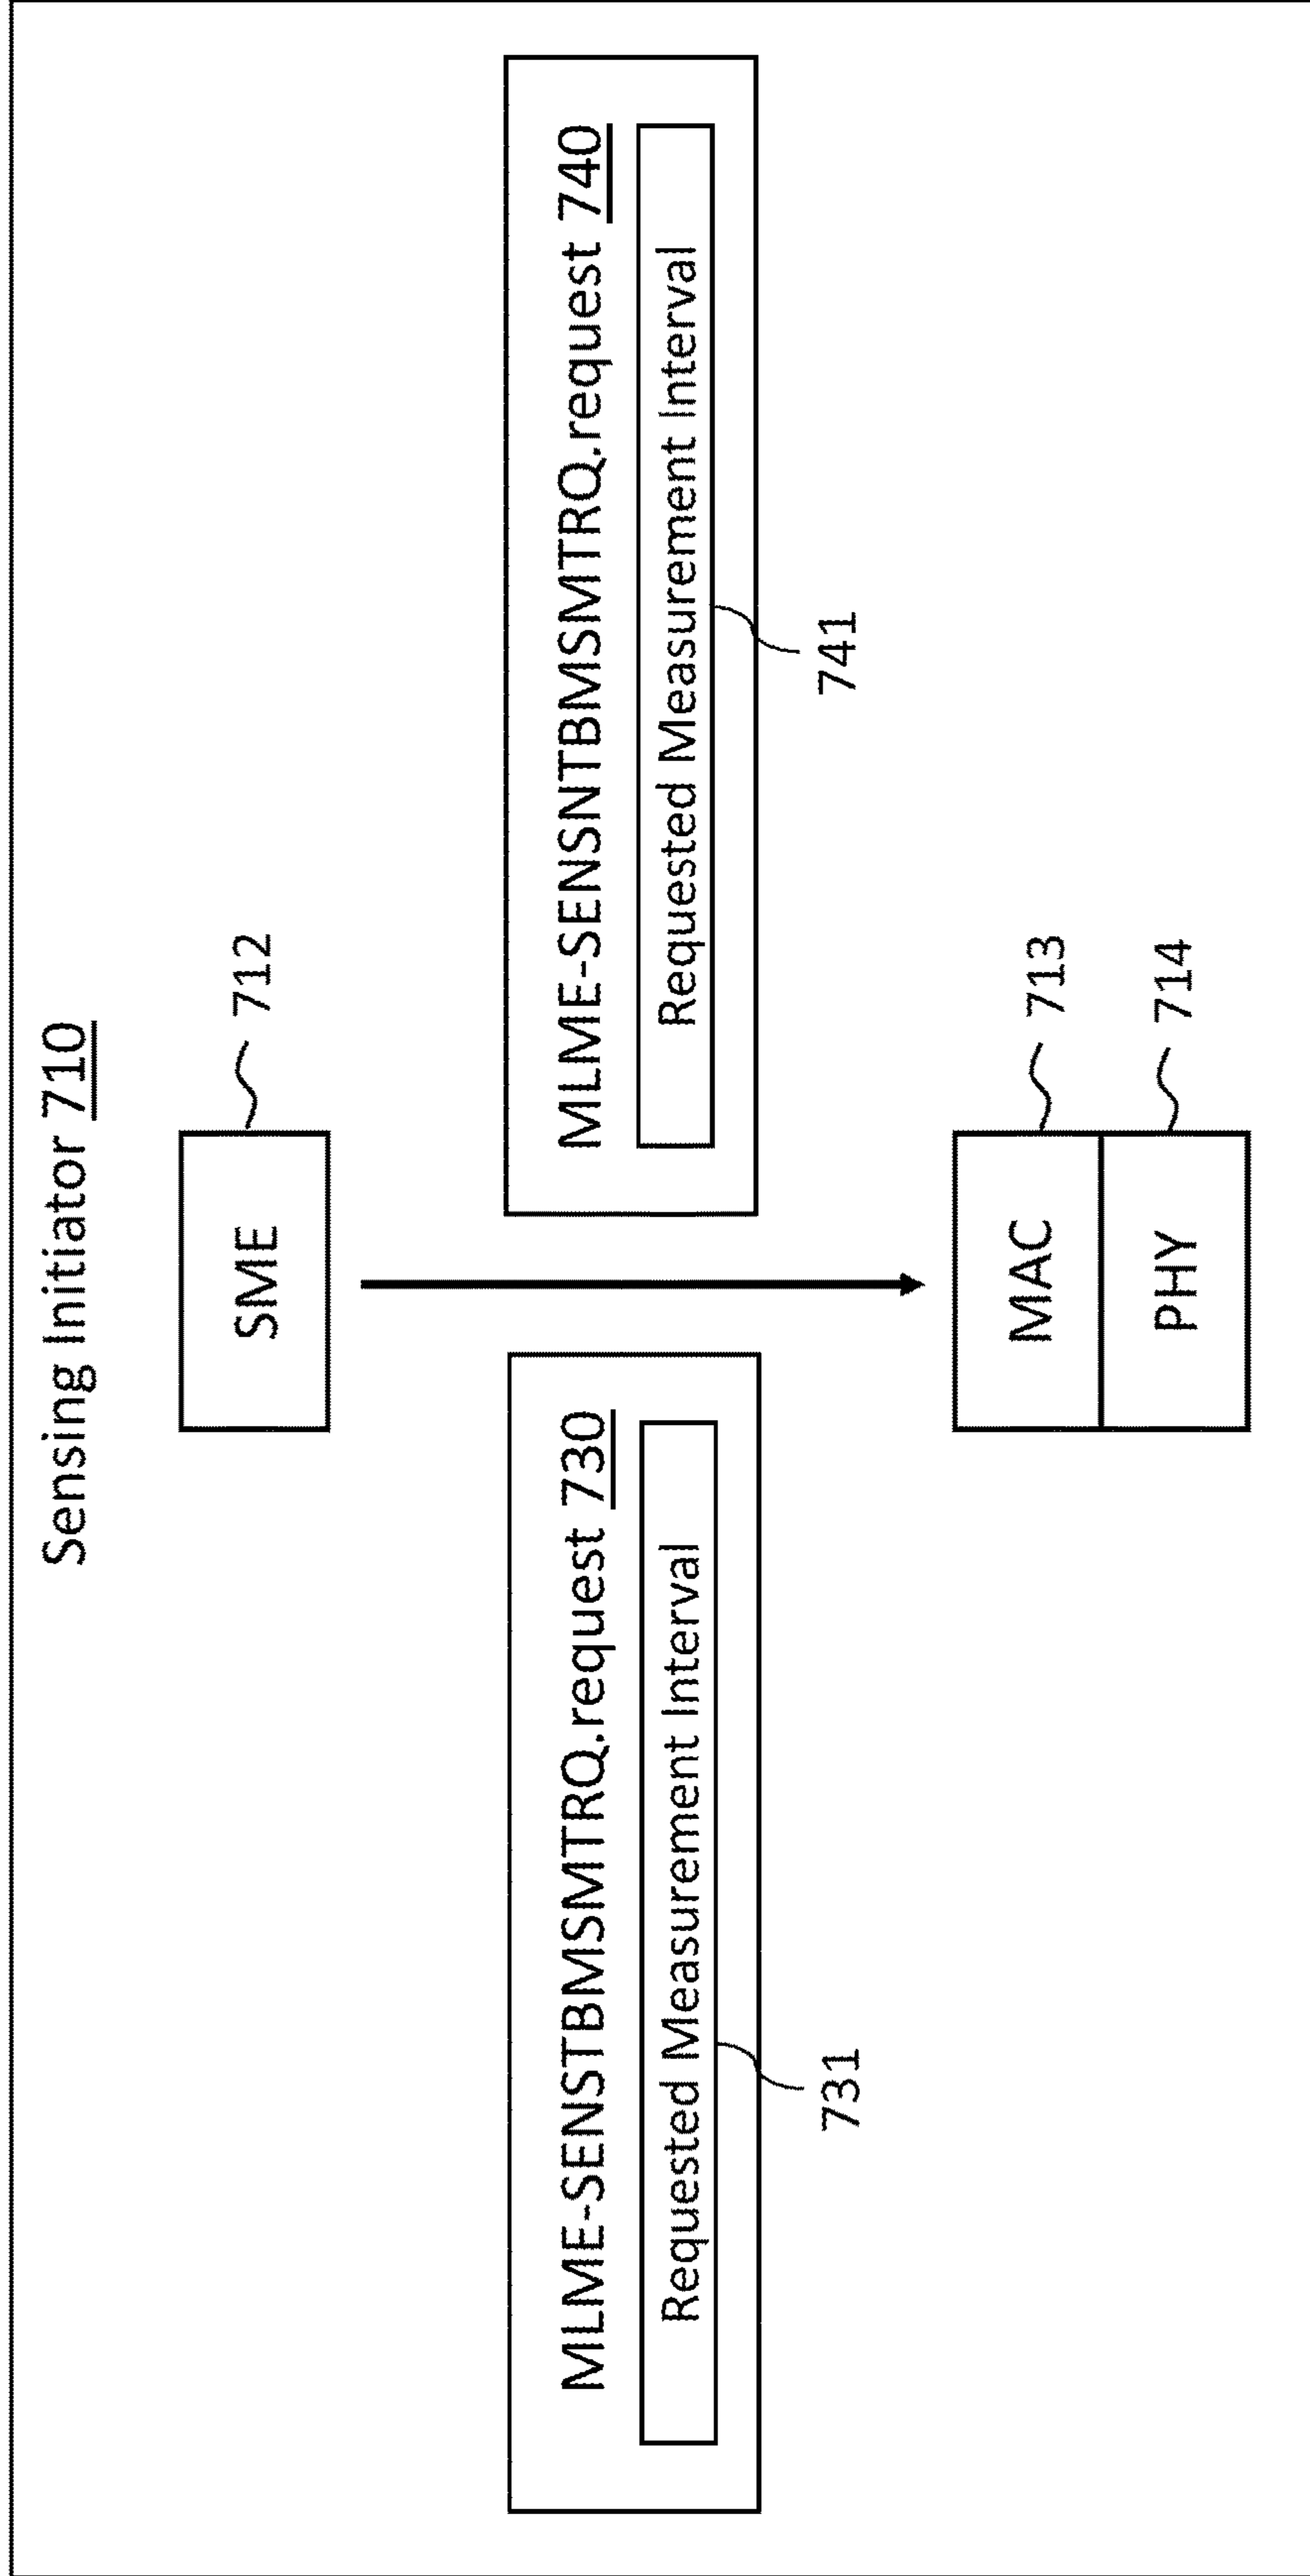 Sensing Initiator 710
SME
712
MLME-SENSTBMSMTRQ.request 730
Requested Measurement Interval
731
MLME-SENSNTBMSMTRQ.request 740
Requested Measurement Interval
741
MAC
713
PHY
714